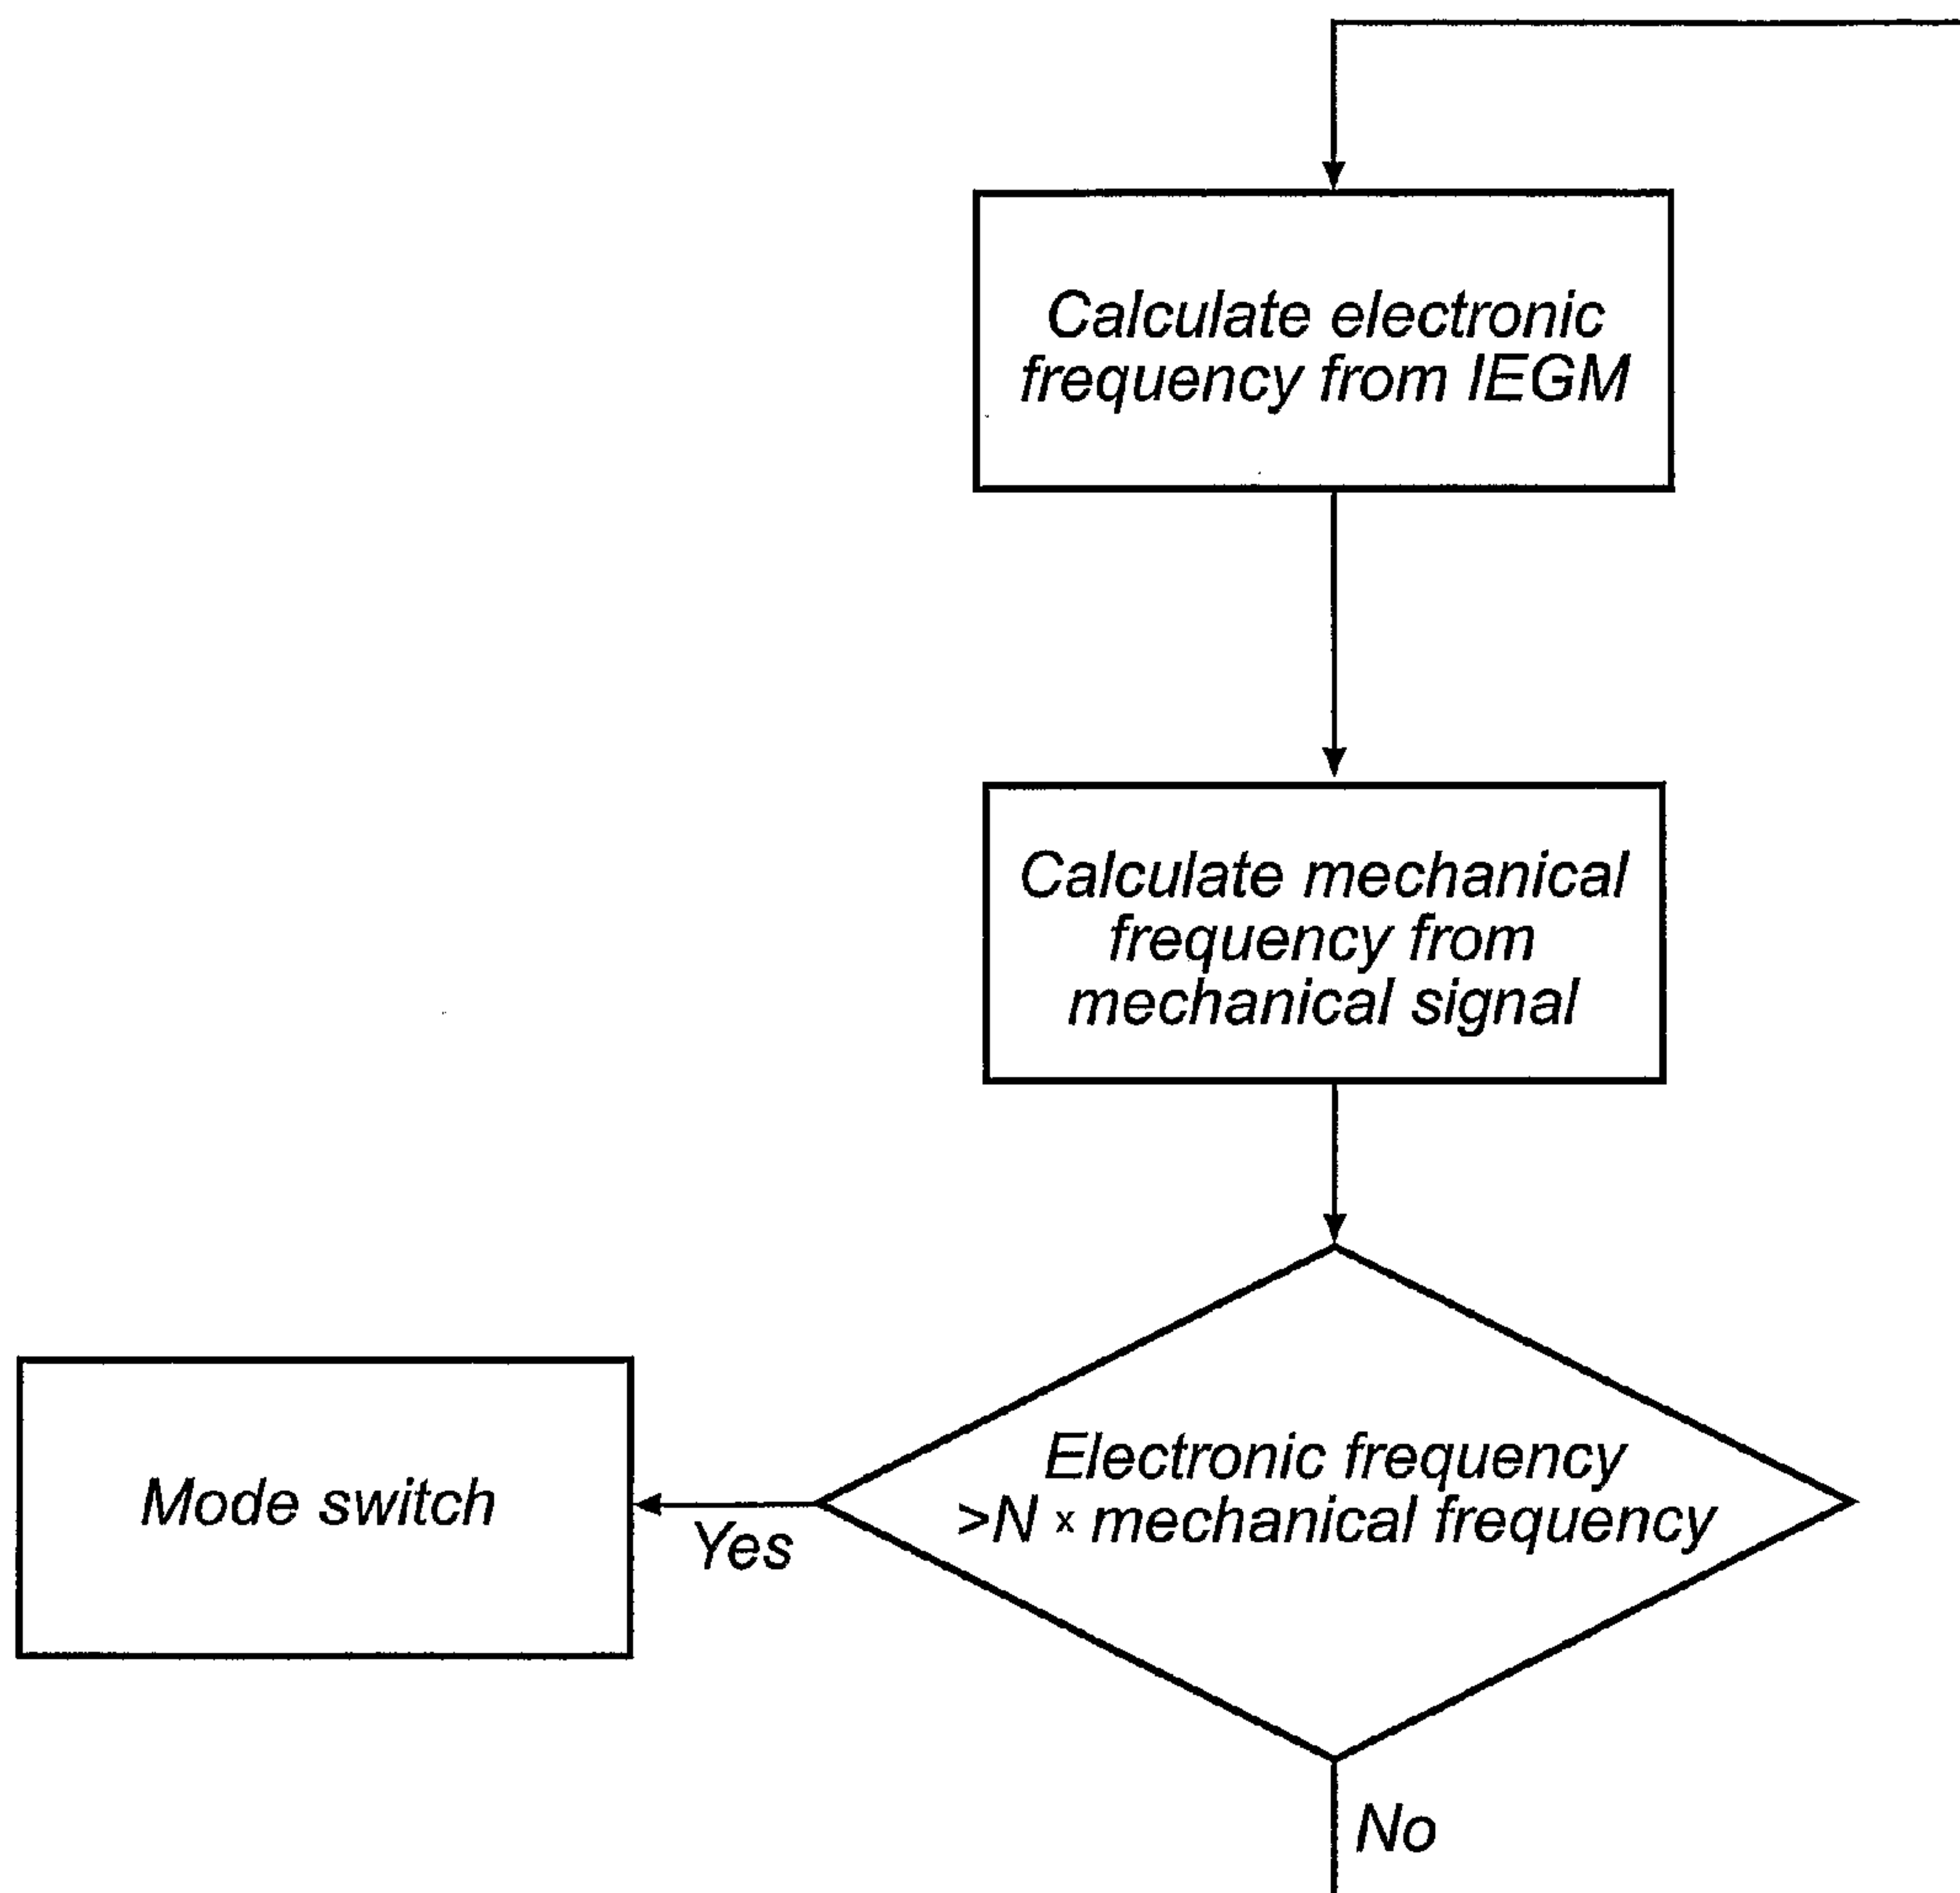 Calculate electronic
frequency from IEGM
Calculate mechanical
frequency from
mechanical signal
Electronic frequency
>N × mechanical frequency
Mode switch
Yes
No